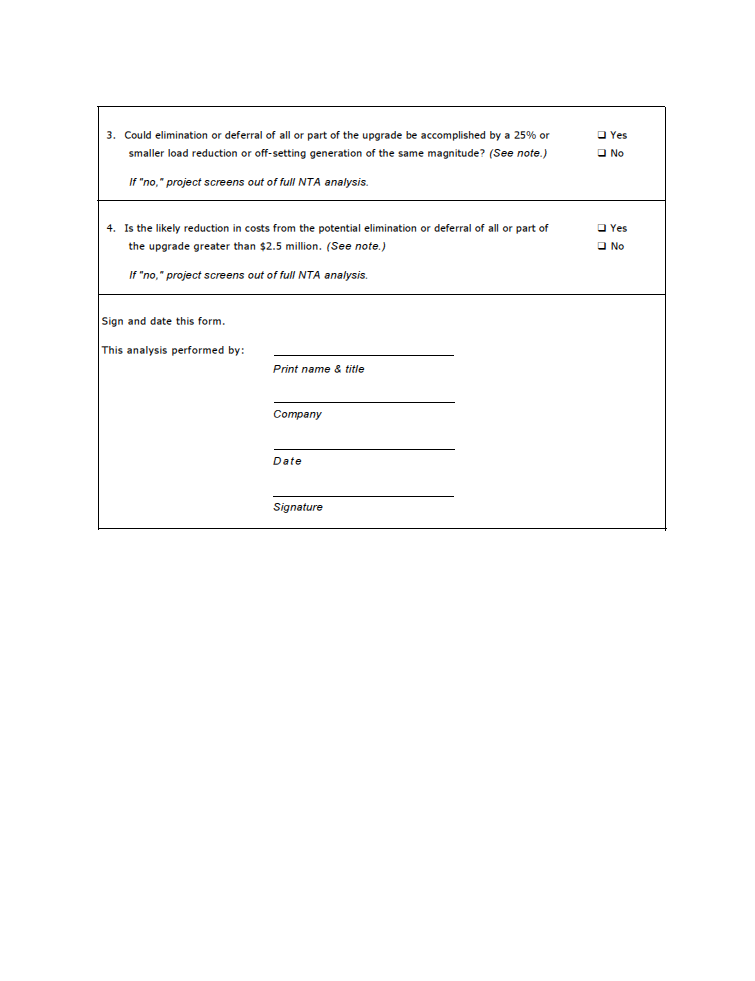 3. Could elimination or deferral of all or part of the upgrade be accomplished by a 25% or ❑ Yes
smaller load reduction or off-setting generation of the same magnitude? (See note.) ❑ No
If "no," project screens out of full NTA analysis.
4. Is the likely reduction in costs from the potential elimination or deferral of all or part of ❑ Yes
the upgrade greater than $2.5 million. (See note.) ❑ No
If "no," project screens out of full NTA analysis.
Sign and date this form.
This analysis performed by:
Print name & title
Company
Date
Signature